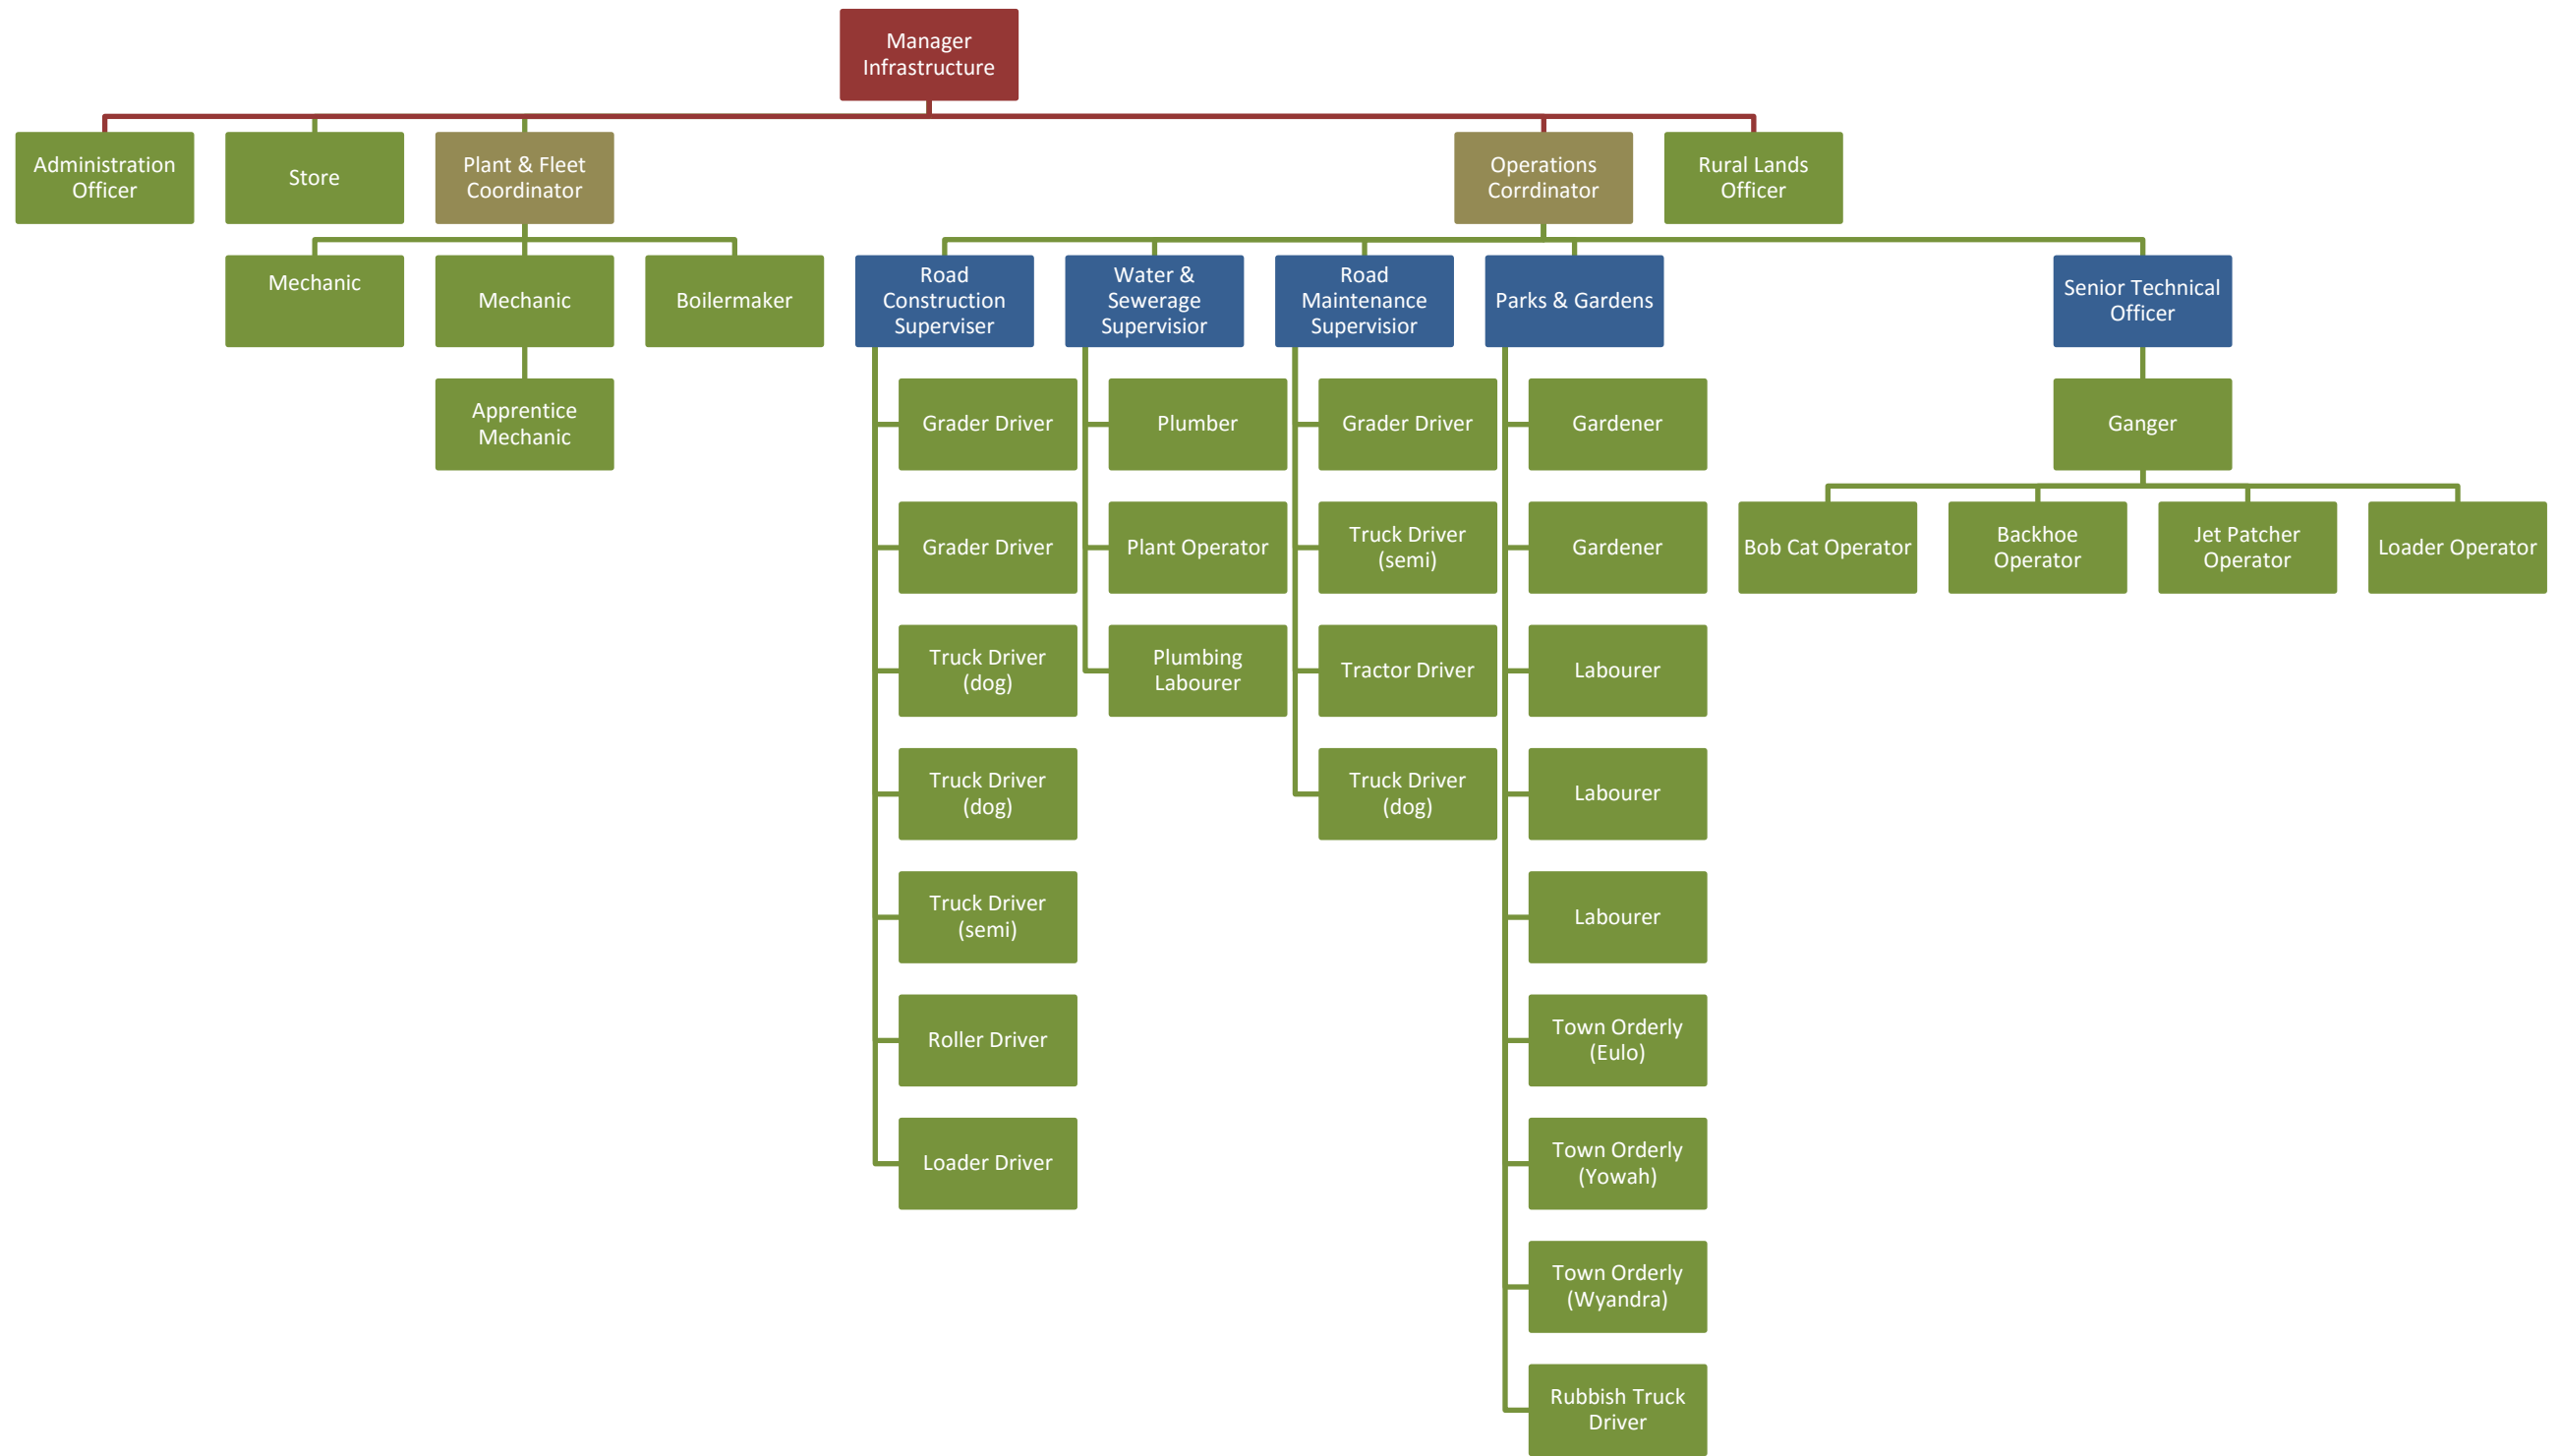 Manager
Infrastructure
Administration
Officer
Store
Plant & Fleet
Coordinator
Operations
Corrdinator
Rural Lands
Officer
Mechanic
Mechanic
Boilermaker
Road
Construction
Superviser
Water &
Sewerage
Supervisior
Road
Maintenance
Supervisior
Parks & Gardens
Senior Technical
Officer
Apprentice
Mechanic
Grader Driver
Grader Driver
Truck Driver
(dog)
Truck Driver
(dog)
Truck Driver
(semi)
Roller Driver
Loader Driver
Plumber
Plant Operator
Plumbing
Labourer
Grader Driver
Truck Driver
(semi)
Tractor Driver
Truck Driver
(dog)
Gardener
Gardener
Labourer
Labourer
Labourer
Town Orderly
(Eulo)
Town Orderly
(Yowah)
Town Orderly
(Wyandra)
Rubbish Truck
Driver
Ganger
Bob Cat Operator
Backhoe
Operator
Jet Patcher
Operator
Loader Operator